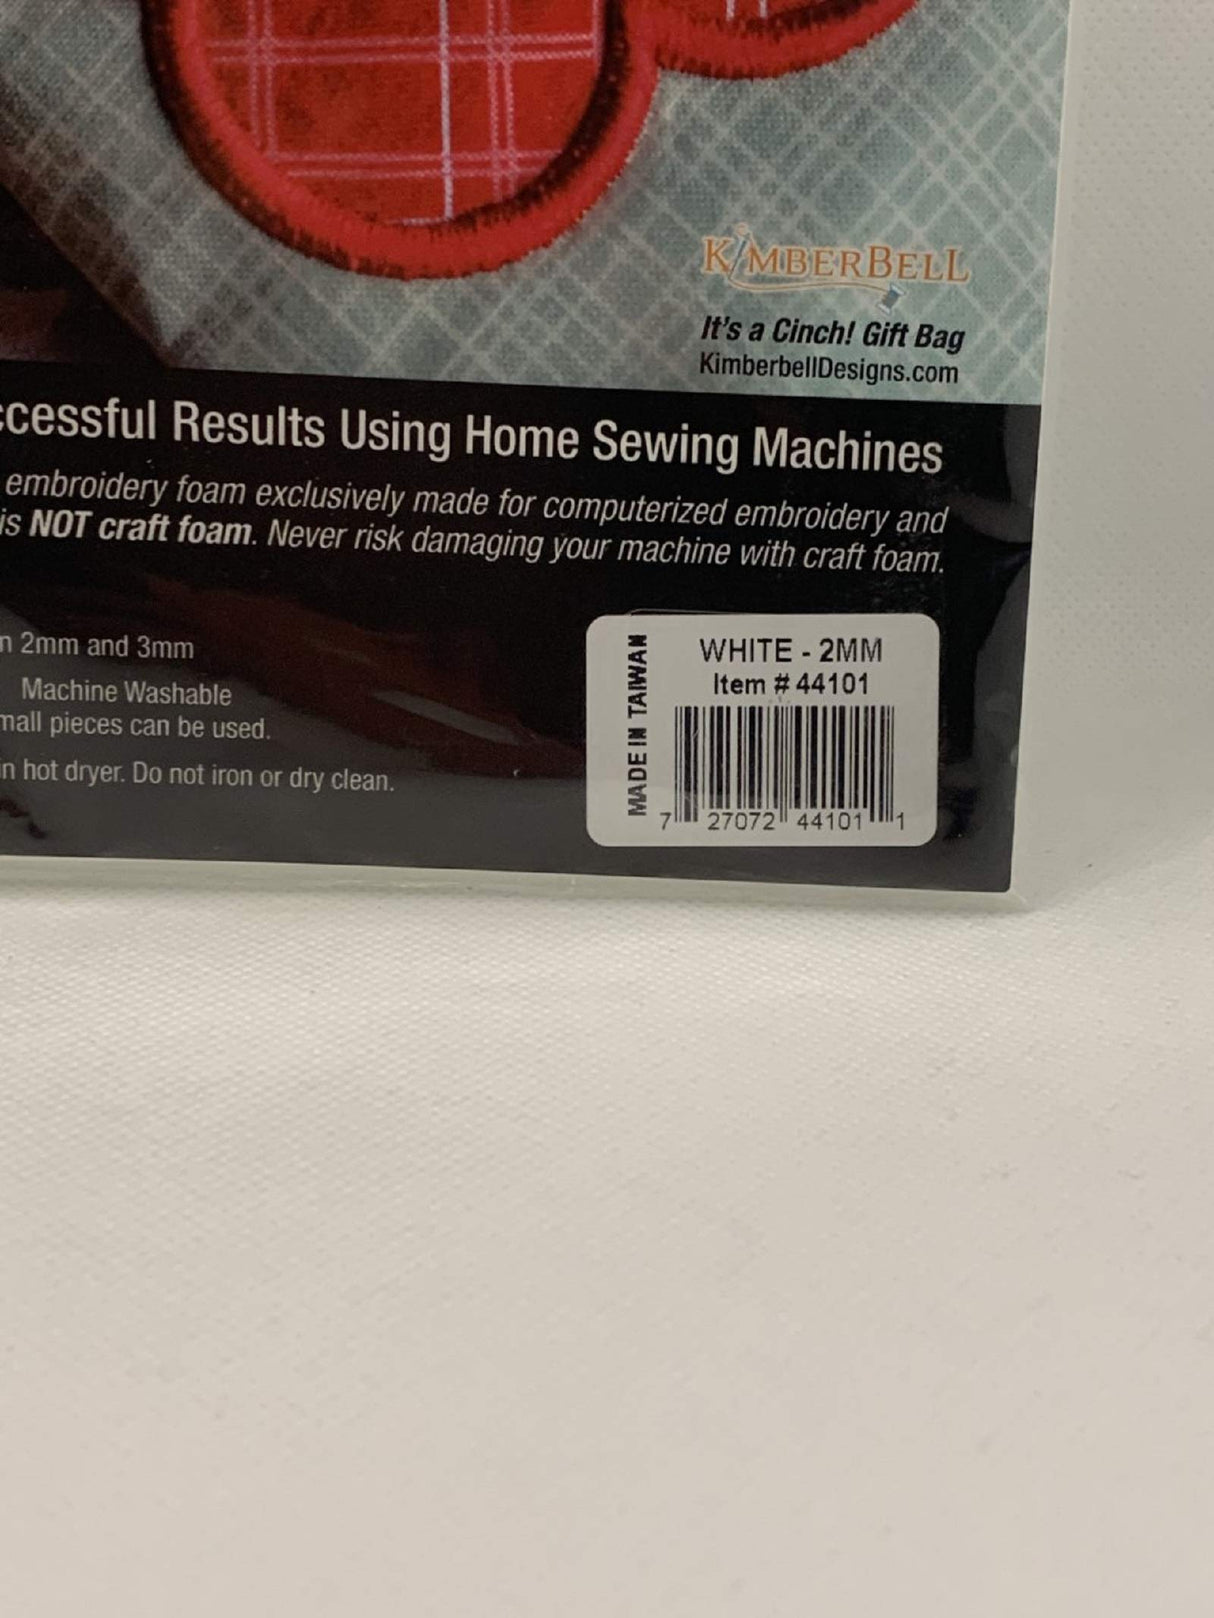 KIMBERBELL
It's a Cinch! Gift Bag
KimberbellDesigns.com
ccessful Results Using Home Sewing Machines
embroidery foam exclusively made for computerized embroidery and
is NOT craft foam. Never risk damaging your machine with craft foam.
n 2mm and 3mm
Machine Washable
mall pieces can be used.
in hot dryer. Do not iron or dry clean.
MADE IN TAIWAN
WHITE - 2MM
Item # 44101
7 27072 44101 1